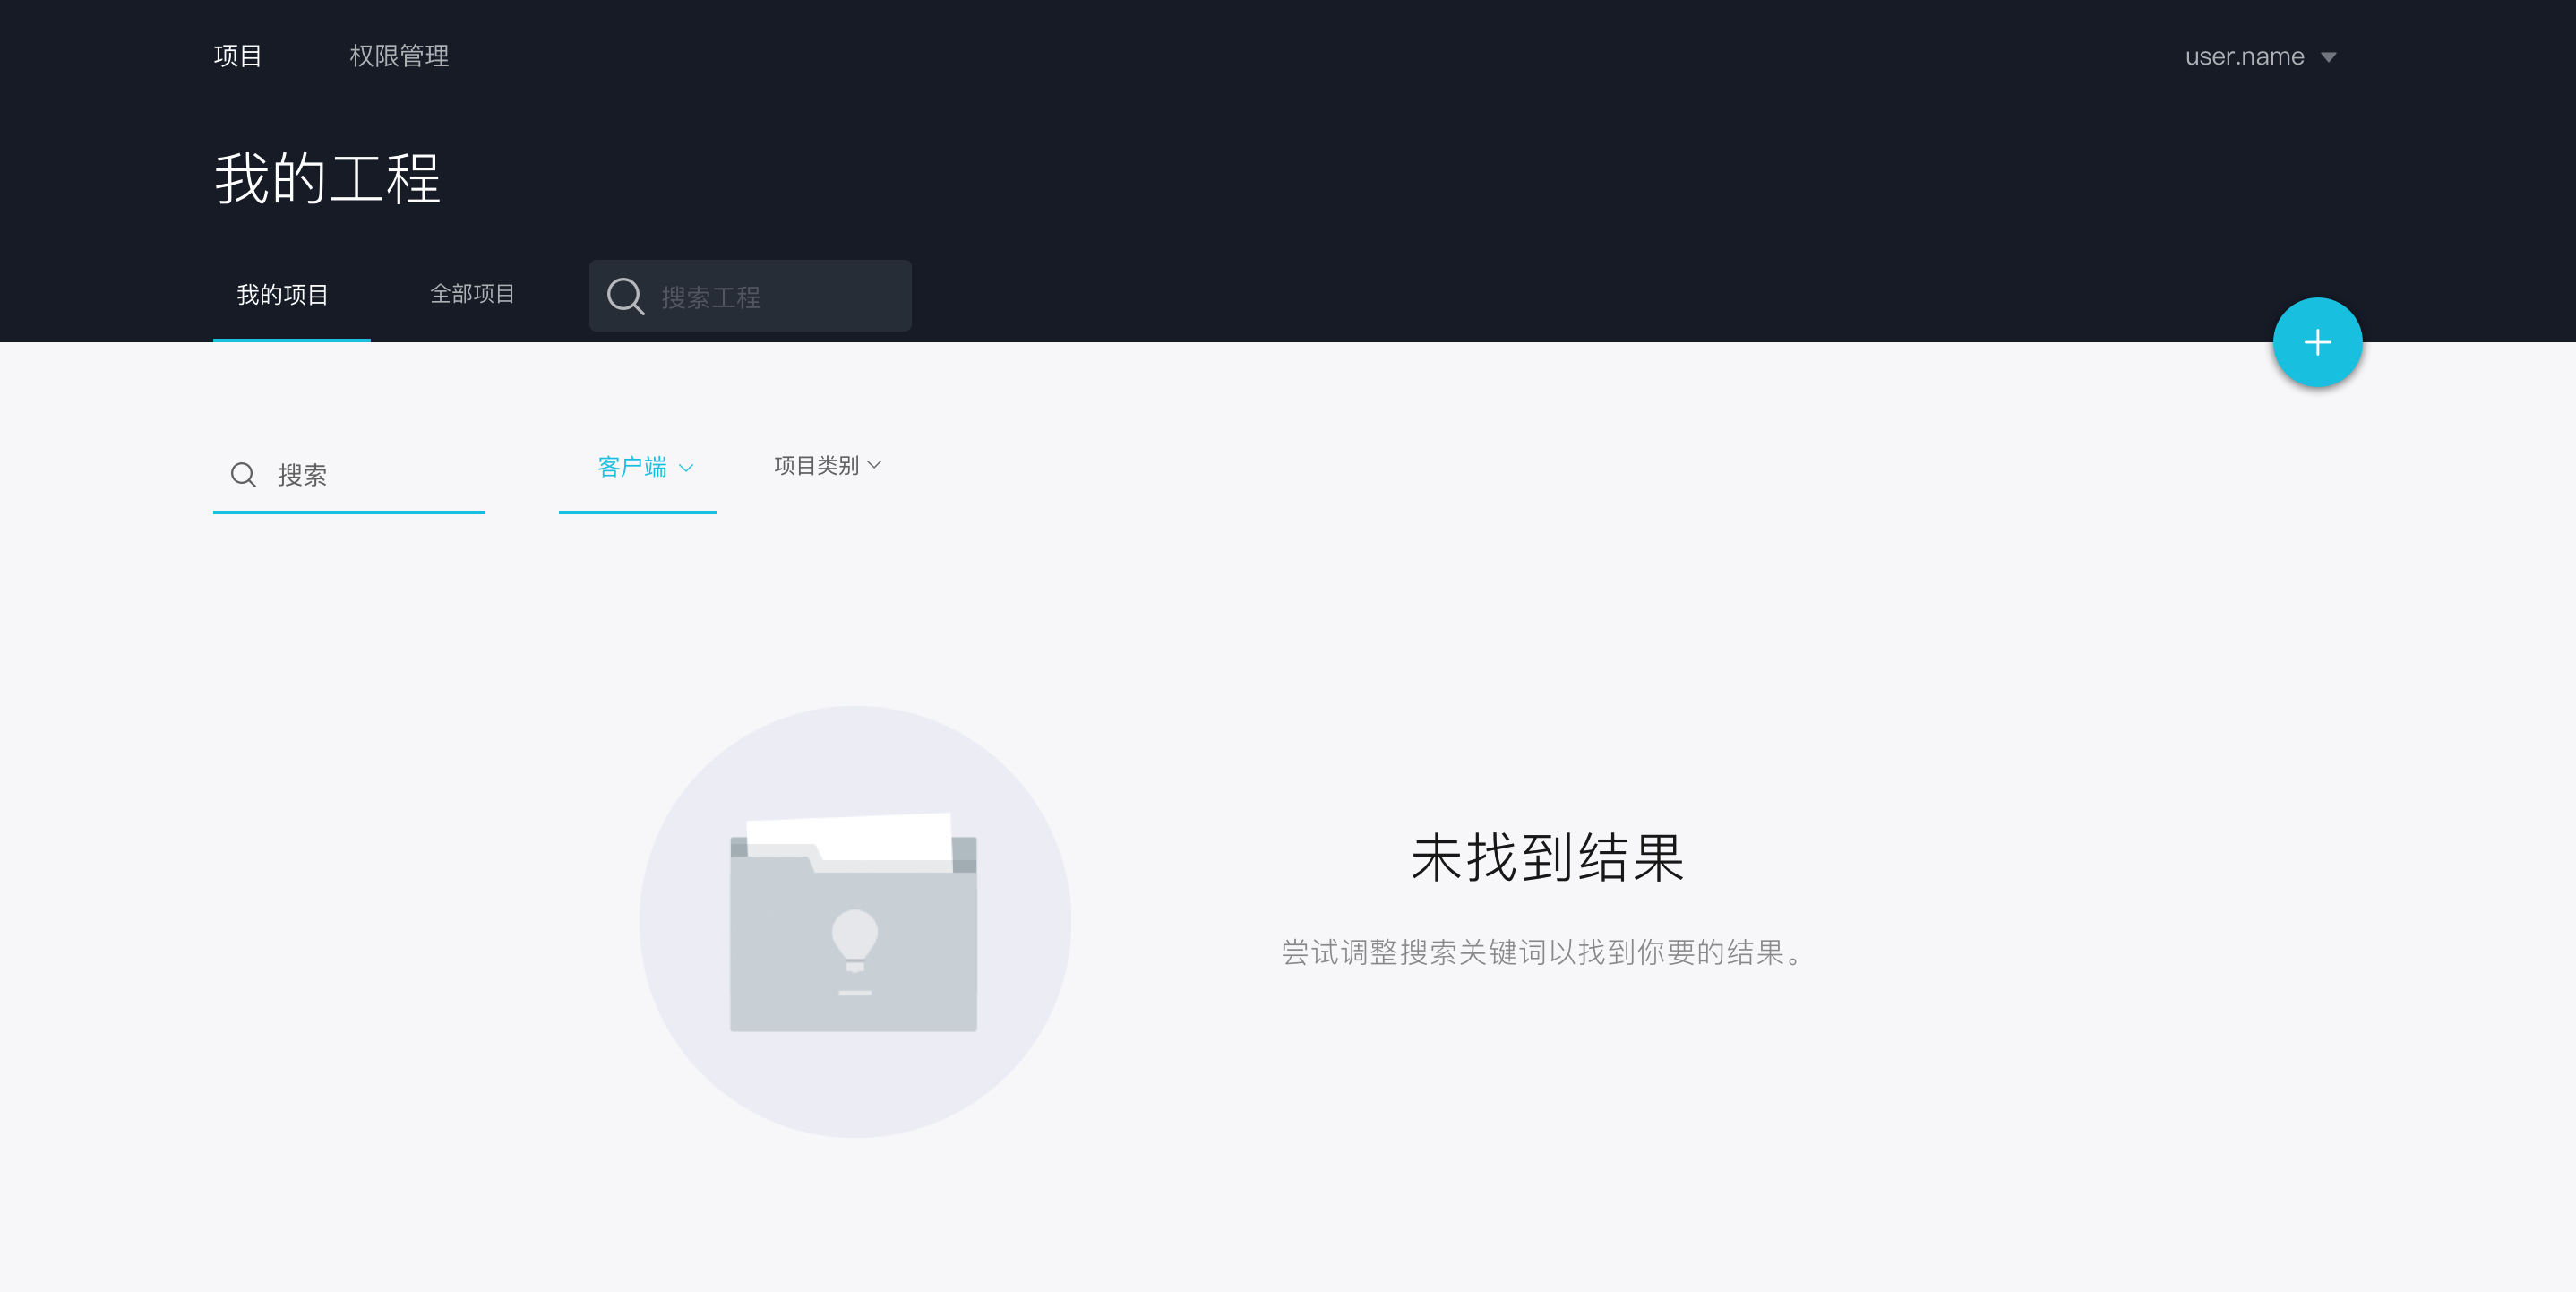 项目 权限管理 user.name
我的工程
我的项目 全部项目 搜索工程
搜索 客户端 项目类别
未找到结果
尝试调整搜索关键词以找到你要的结果。